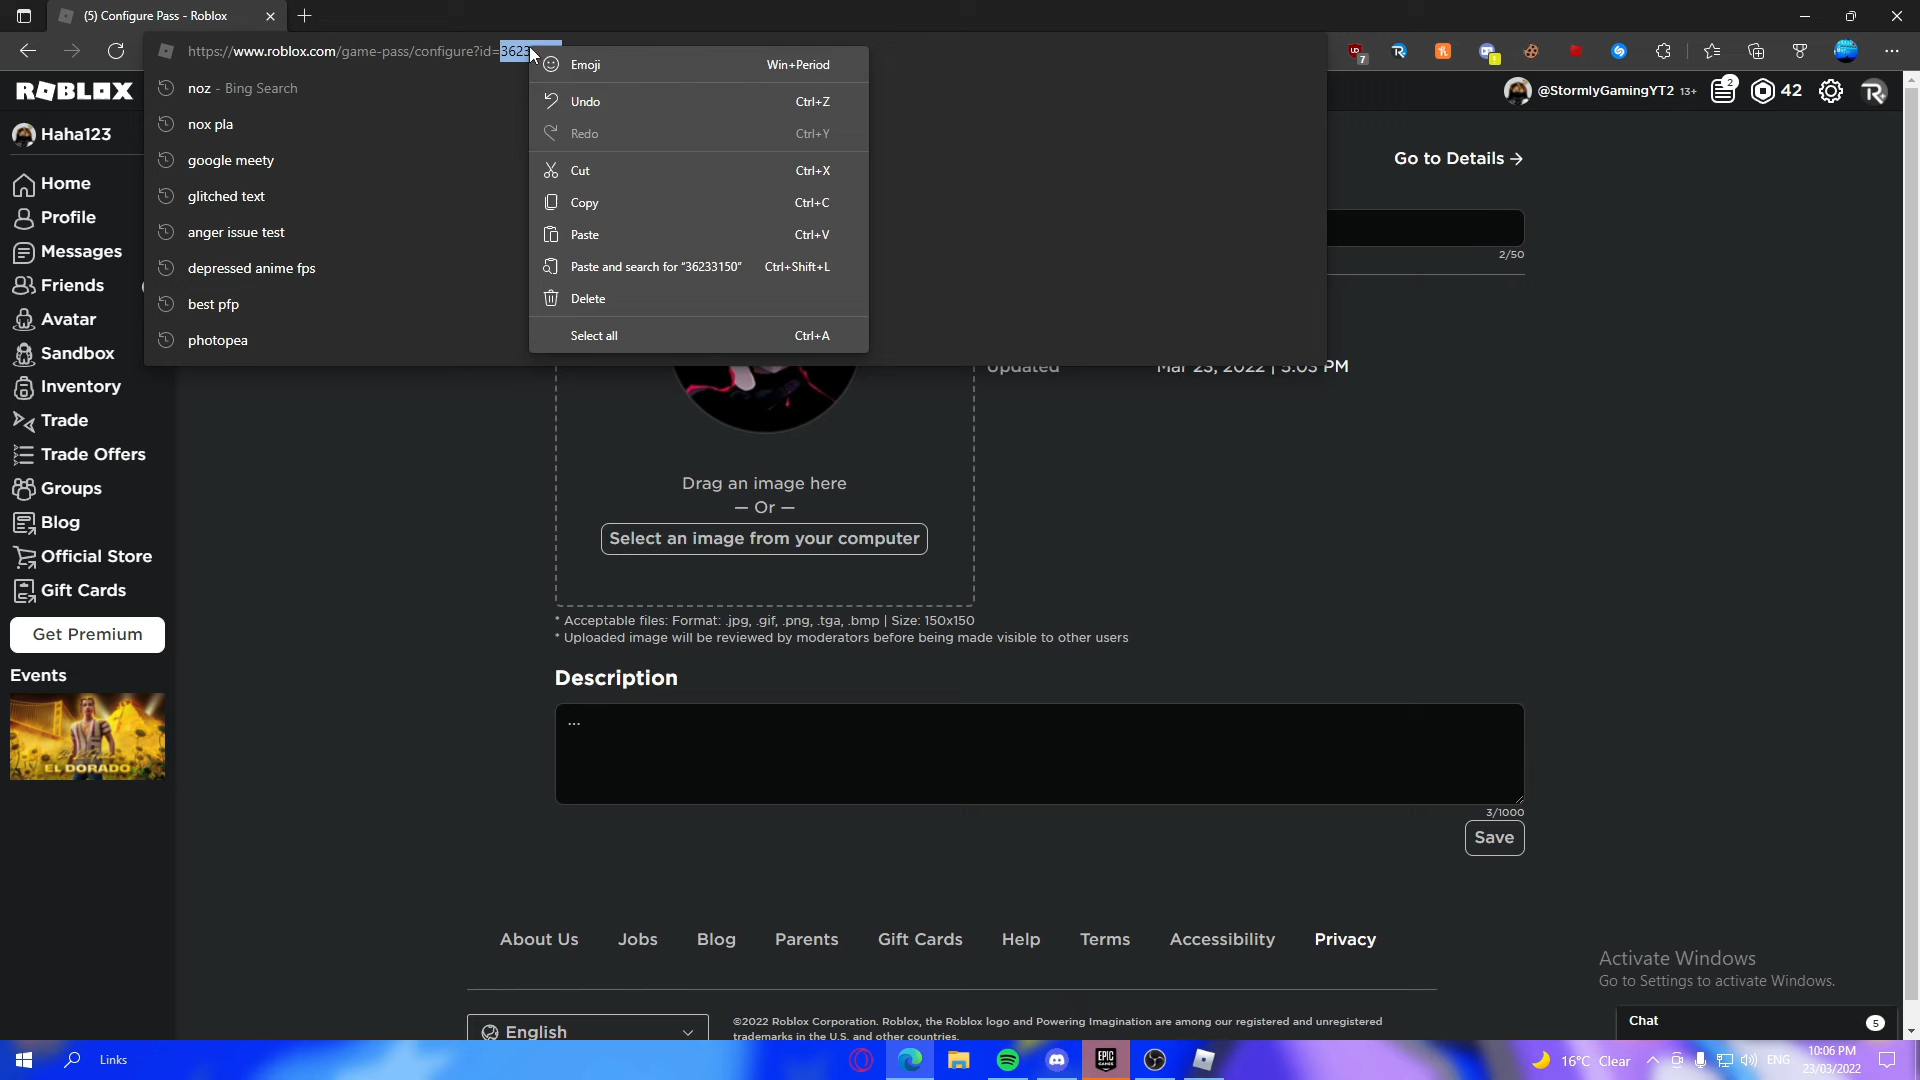 (5) Configure Pass - Roblox
https://www.roblox.com/game-pass/configure?id=3623
7
noz - Bing Search
nox pla
google meety
glitched text
anger issue test
depressed anime fps
best pfp
photopea
Emoji Win+Period
Undo Ctrl+Z
Redo Ctrl+Y
Cut Ctrl+X
Copy Ctrl+C
Paste Ctrl+V
Paste and search for "36233150" Ctrl+Shift+L
Delete
Select all Ctrl+A
ROBLOX
@StormlyGamingYT2 13+
2
42
Haha123
Home
Profile
Messages
Friends
Avatar
Sandbox
Inventory
Trade
Trade Offers
Groups
Blog
Official Store
Gift Cards
Get Premium
Events
EL DORADO
Go to Details →
2/50
Updated Mar 23, 2022 | 5:03 PM
Drag an image here
— Or —
Select an image from your computer
* Acceptable files: Format: .jpg, .gif, .png, .tga, .bmp | Size: 150x150
* Uploaded image will be reviewed by moderators before being made visible to other users
Description
...
3/1000
Save
About Us Jobs Blog Parents Gift Cards Help Terms Accessibility Privacy
English
©2022 Roblox Corporation. Roblox, the Roblox logo and Powering Imagination are among our registered and unregistered
trademarks in the U.S. and other countries.
Activate Windows
Go to Settings to activate Windows.
Chat 5
Links
EPIC GAMES
16°C Clear
ENG
10:06 PM
23/03/2022